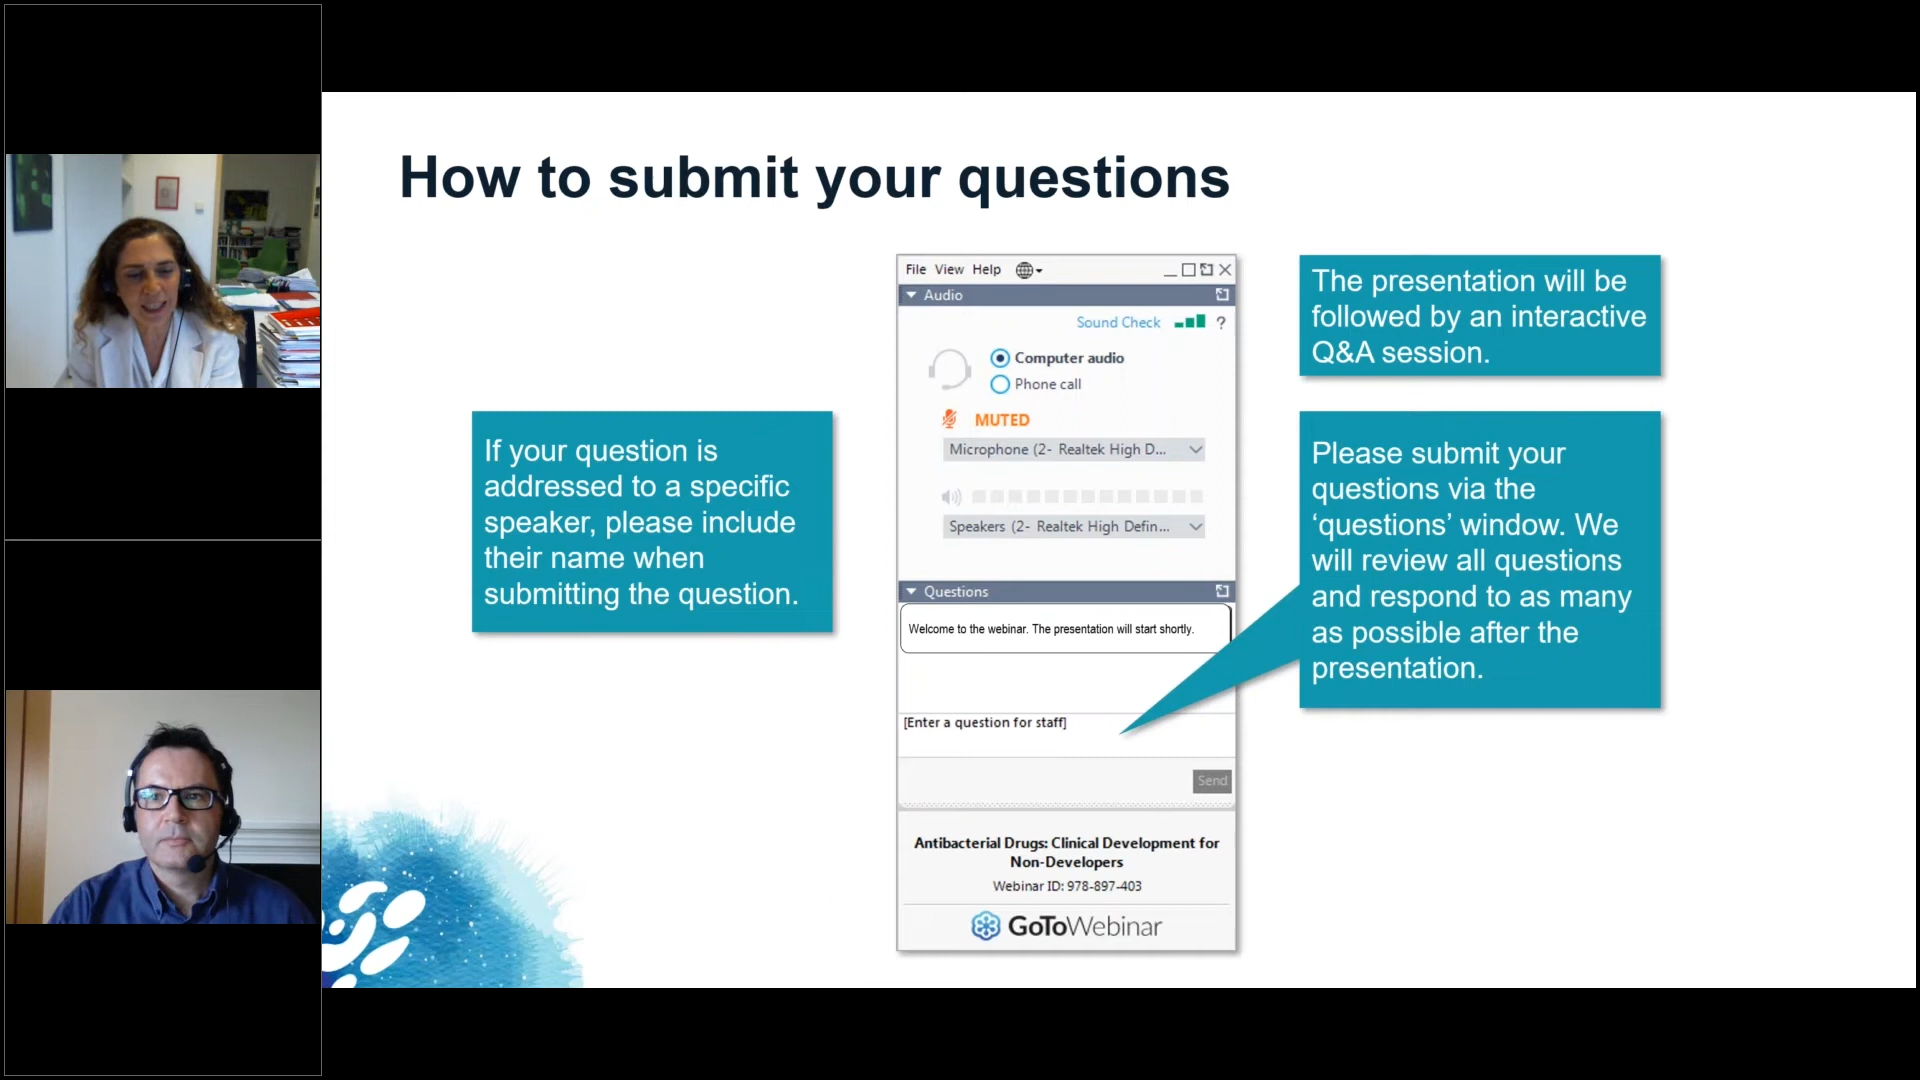 How to submit your questions
If your question is
addressed to a specific
speaker, please include
their name when
submitting the question.
File View Help
Audio
Sound Check ?
Computer audio
Phone call
MUTED
Microphone (2- Realtek High D...
Speakers (2- Realtek High Defin...
Questions
Welcome to the webinar. The presentation will start shortly.
[Enter a question for staff]
Send
Antibacterial Drugs: Clinical Development for
Non-Developers
Webinar ID: 978-897-403
GoToWebinar
The presentation will be
followed by an interactive
Q&A session.
Please submit your
questions via the
‘questions’ window. We
will review all questions
and respond to as many
as possible after the
presentation.